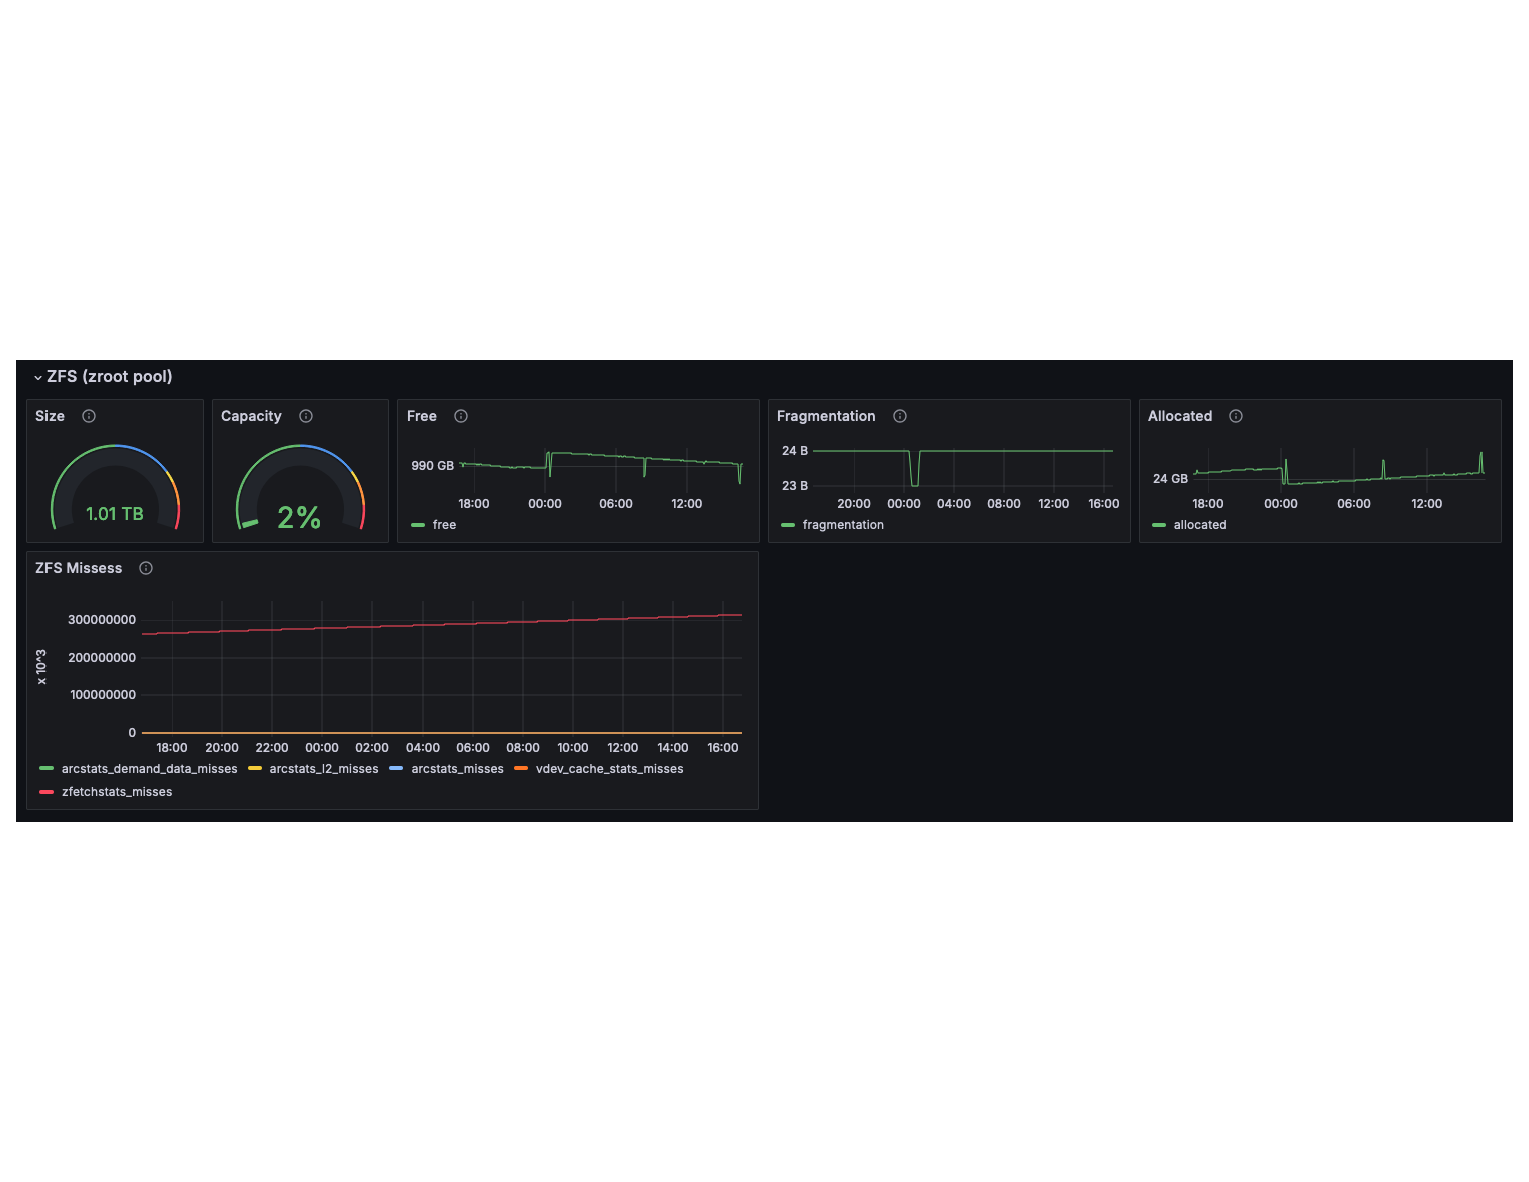 ZFS (zroot pool)
Size
1.01 TB
Capacity
2%
Free
990 GB
18:00 00:00 06:00 12:00
free
Fragmentation
24 B
23 B
20:00 00:00 04:00 08:00 12:00 16:00
fragmentation
Allocated
24 GB
18:00 00:00 06:00 12:00
allocated
ZFS Missess
x 10^3
300000000
200000000
100000000
0
18:00 20:00 22:00 00:00 02:00 04:00 06:00 08:00 10:00 12:00 14:00 16:00
arcstats_demand_data_misses arcstats_l2_misses arcstats_misses vdev_cache_stats_misses
zfetchstats_misses